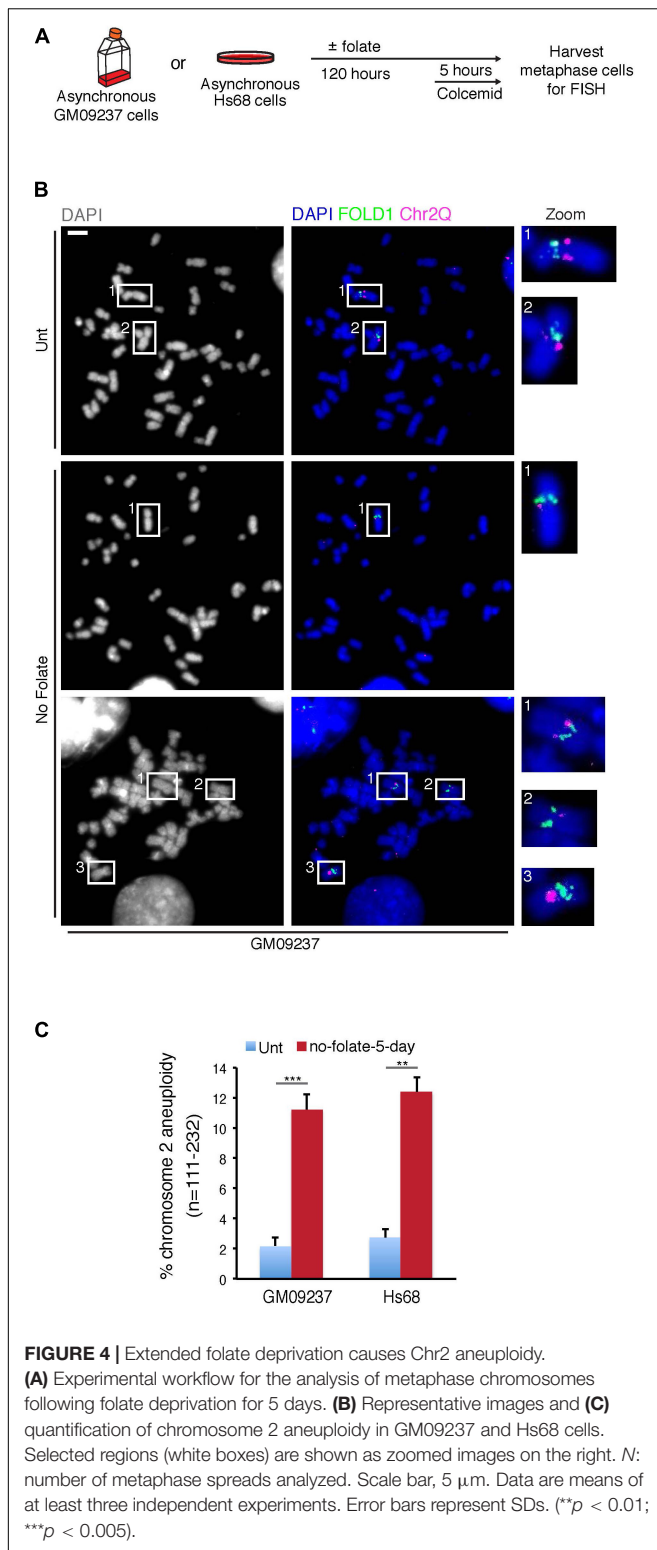 A
or
± folate
120 hours
5 hours
Colcemid
Harvest
metaphase cells
for FISH
Asynchronous
GM09237 cells
Asynchronous
Hs68 cells
B
DAPI
DAPI FOLD1 Chr2Q
Zoom
Unt
1
2
1
2
1
2
No Folate
1
1
1
1
2
3
1
2
3
1
2
3
GM09237
C
Unt no-folate-5-day
% chromosome 2 aneuploidy
(n=111-232)
14
12
10
8
6
4
2
0
***
**
GM09237 Hs68
FIGURE 4 | Extended folate deprivation causes Chr2 aneuploidy.
(A) Experimental workflow for the analysis of metaphase chromosomes
following folate deprivation for 5 days. (B) Representative images and (C)
quantification of chromosome 2 aneuploidy in GM09237 and Hs68 cells.
Selected regions (white boxes) are shown as zoomed images on the right. N:
number of metaphase spreads analyzed. Scale bar, 5 μm. Data are means of
at least three independent experiments. Error bars represent SDs. (**p < 0.01;
***p < 0.005).